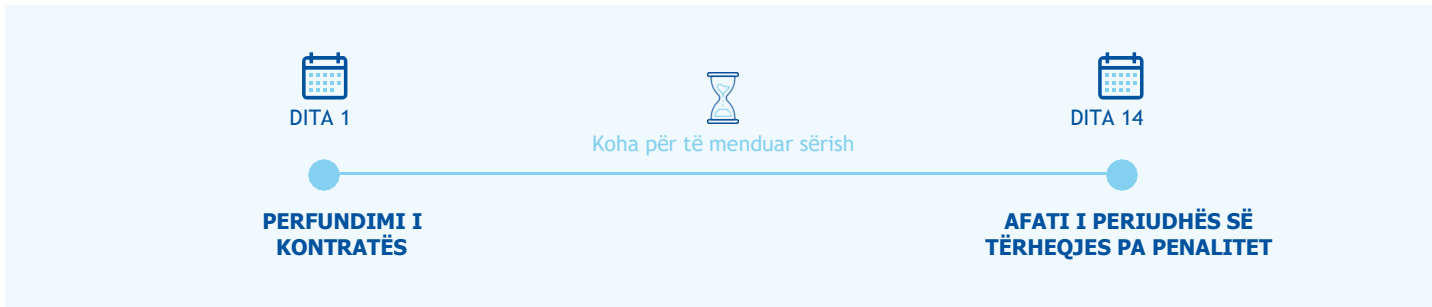 DITA 1
DITA 14
Koha për të menduar sërish
PERFUNDIMI I
KONTRATËS
AFATI I PERIUDHËS SË
TËRHEQJES PA PENALITET